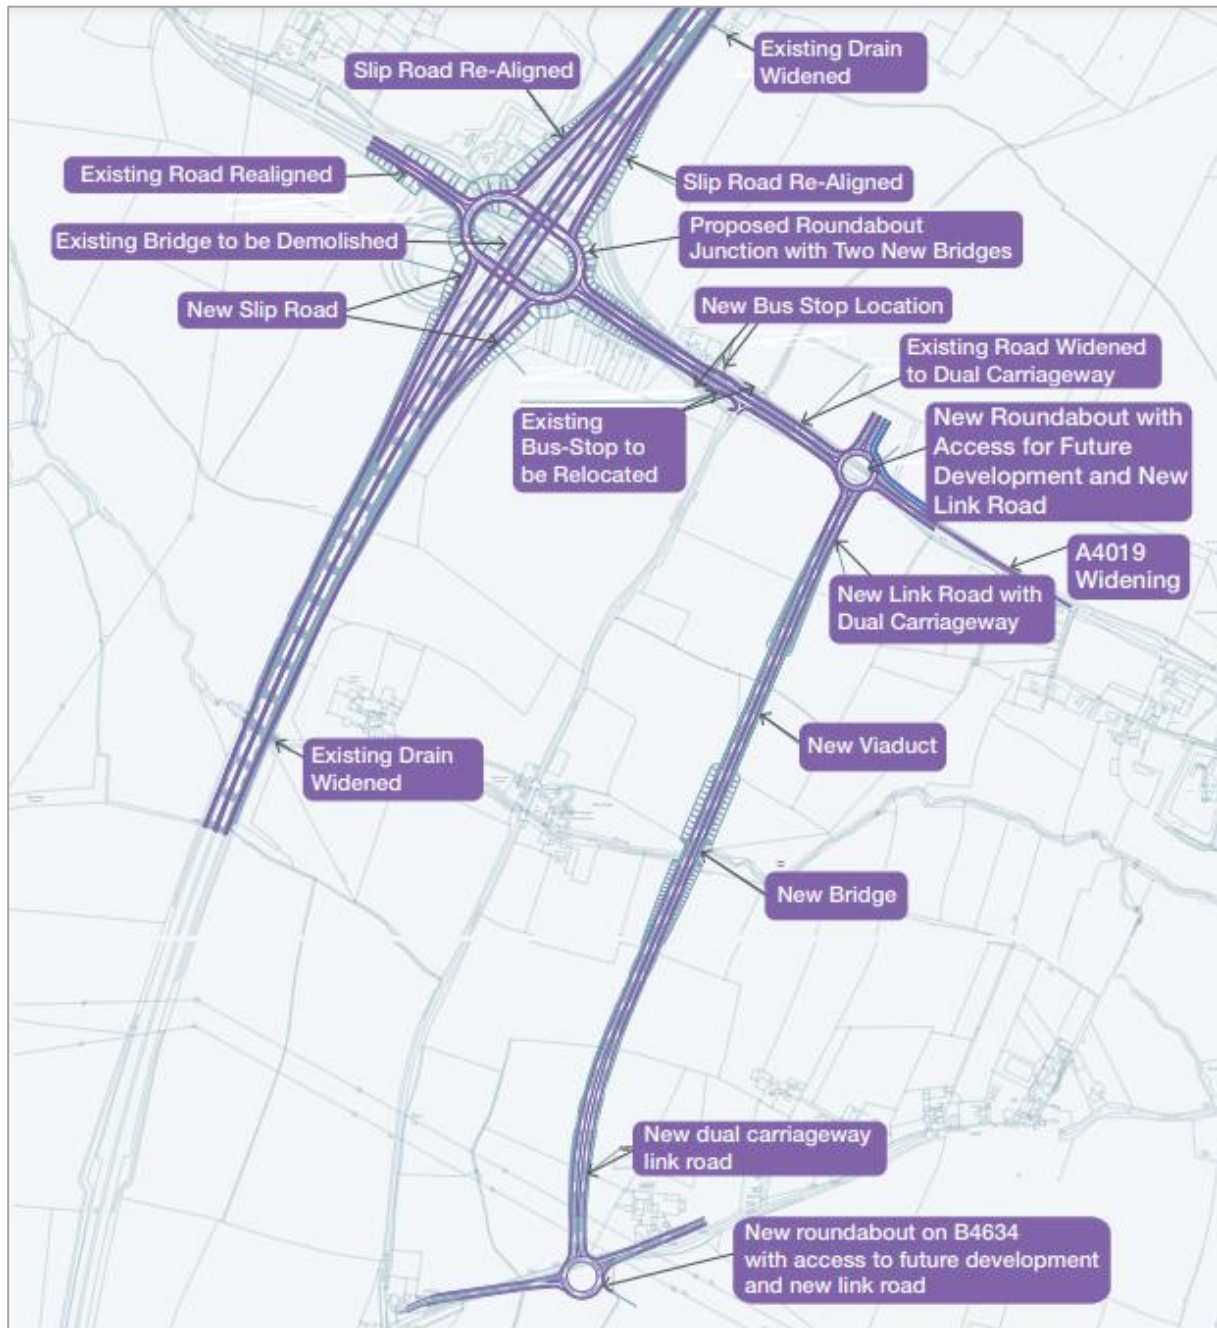 Existing Drain
Widened
Slip Road Re-Aligned
Existing Road Realigned
Slip Road Re-Aligned
Proposed Roundabout
Junction with Two New Bridges
Existing Bridge to be Demolished
New Slip Road
New Bus Stop Location
Existing Road Widened
to Dual Carriageway
Existing
Bus-Stop to
be Relocated
New Roundabout with
Access for Future
Development and New
Link Road
A4019
Widening
New Link Road with
Dual Carriageway
New Viaduct
Existing Drain
Widened
New Bridge
New dual carriageway
link road
New roundabout on B4634
with access to future development
and new link road